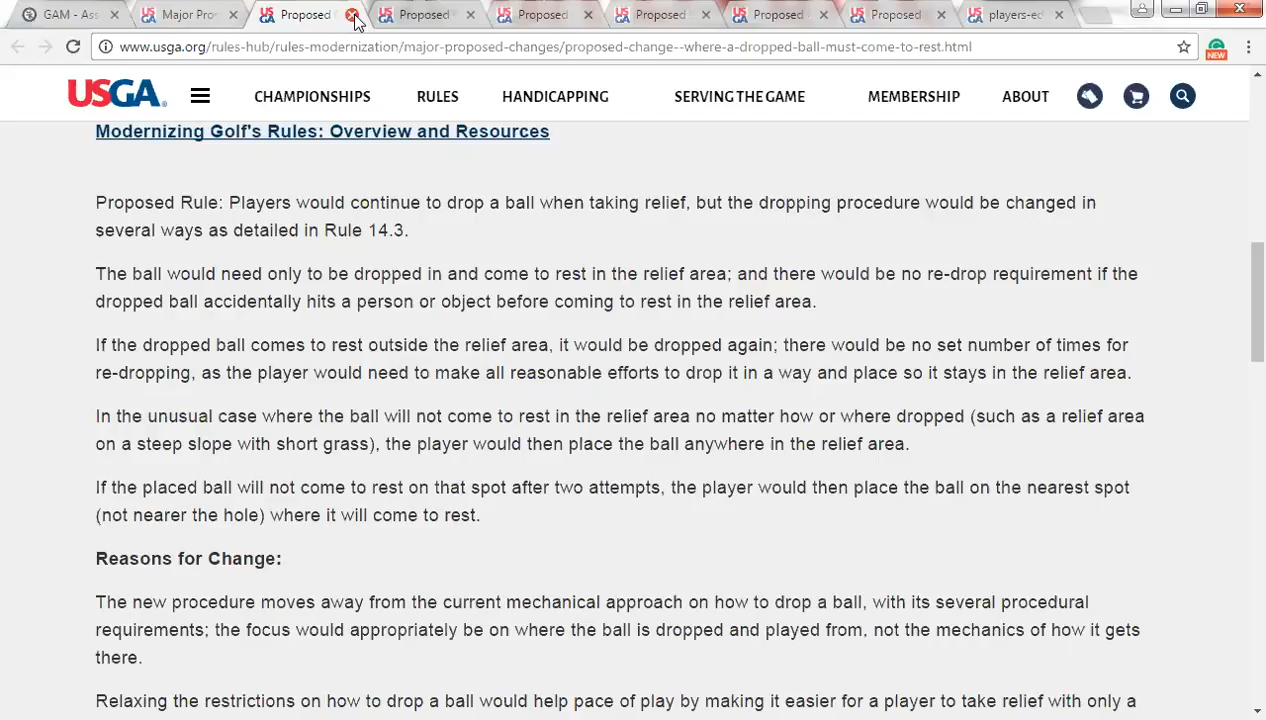 GAM - Ass
Major Pro
Proposed
Proposed
Proposed
Proposed
Proposed
Proposed
players-ed
www.usga.org/rules-hub/rules-modernization/major-proposed-changes/proposed-change--where-a-dropped-ball-must-come-to-rest.html
NEW
USGA.
CHAMPIONSHIPS RULES HANDICAPPING SERVING THE GAME MEMBERSHIP ABOUT
Modernizing Golf's Rules: Overview and Resources
Proposed Rule: Players would continue to drop a ball when taking relief, but the dropping procedure would be changed in
several ways as detailed in Rule 14.3.
The ball would need only to be dropped in and come to rest in the relief area; and there would be no re-drop requirement if the
dropped ball accidentally hits a person or object before coming to rest in the relief area.
If the dropped ball comes to rest outside the relief area, it would be dropped again; there would be no set number of times for
re-dropping, as the player would need to make all reasonable efforts to drop it in a way and place so it stays in the relief area.
In the unusual case where the ball will not come to rest in the relief area no matter how or where dropped (such as a relief area
on a steep slope with short grass), the player would then place the ball anywhere in the relief area.
If the placed ball will not come to rest on that spot after two attempts, the player would then place the ball on the nearest spot
(not nearer the hole) where it will come to rest.
Reasons for Change:
The new procedure moves away from the current mechanical approach on how to drop a ball, with its several procedural
requirements; the focus would appropriately be on where the ball is dropped and played from, not the mechanics of how it gets
there.
Relaxing the restrictions on how to drop a ball would help pace of play by making it easier for a player to take relief with only a